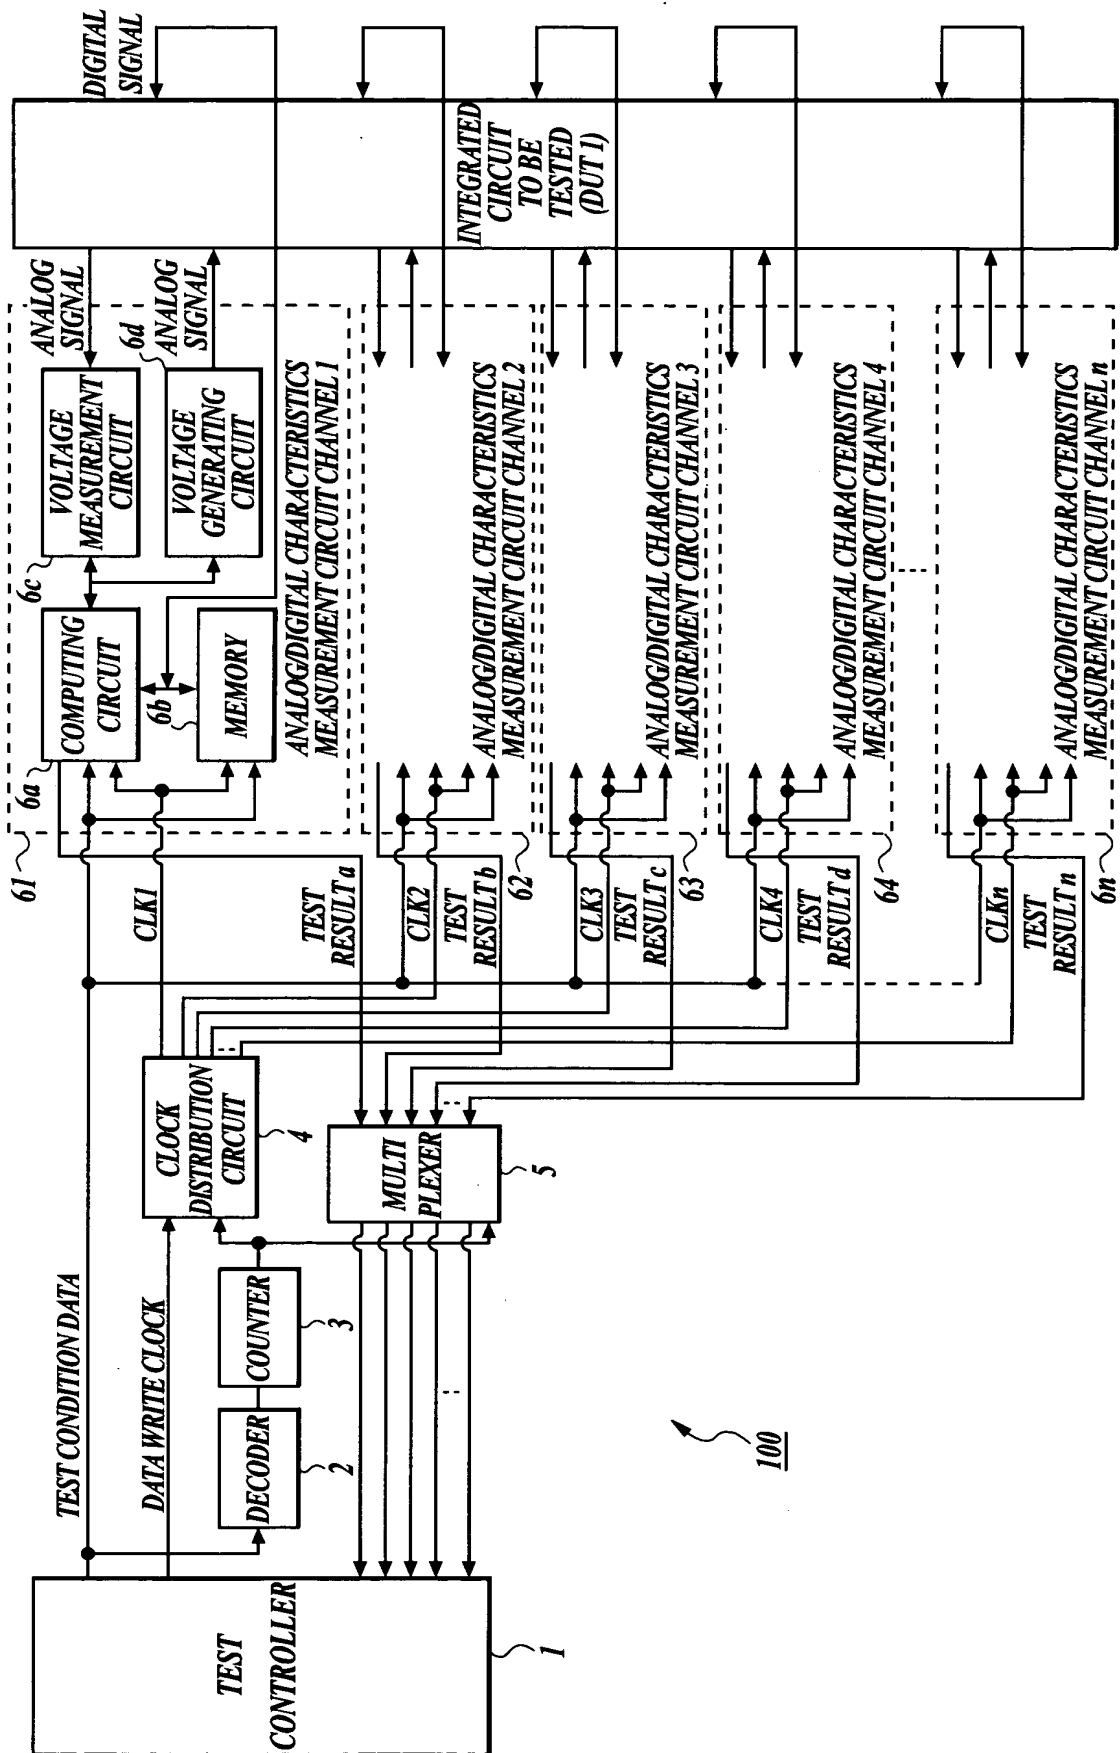 TEST
CONTROLLER
1
TEST CONDITION DATA
DATA WRITE CLOCK
DECODER
2
COUNTER
3
CLOCK
DISTRIBUTION
CIRCUIT
4
MULTI
PLEXER
5
CLK1
TEST
RESULT a
CLK2
TEST
RESULT b
CLK3
TEST
RESULT c
CLK4
TEST
RESULT d
CLKn
TEST
RESULT n
61
6a
COMPUTING
CIRCUIT
6b
MEMORY
6c
VOLTAGE
MEASUREMENT
CIRCUIT
6d
VOLTAGE
GENERATING
CIRCUIT
ANALOG
SIGNAL
ANALOG
SIGNAL
ANALOG/DIGITAL CHARACTERISTICS
MEASUREMENT CIRCUIT CHANNEL 1
62
ANALOG/DIGITAL CHARACTERISTICS
MEASUREMENT CIRCUIT CHANNEL 2
63
ANALOG/DIGITAL CHARACTERISTICS
MEASUREMENT CIRCUIT CHANNEL 3
64
ANALOG/DIGITAL CHARACTERISTICS
MEASUREMENT CIRCUIT CHANNEL 4
6n
ANALOG/DIGITAL CHARACTERISTICS
MEASUREMENT CIRCUIT CHANNEL n
DIGITAL
SIGNAL
INTEGRATED
CIRCUIT
TO BE
TESTED
(DUT 1)
100